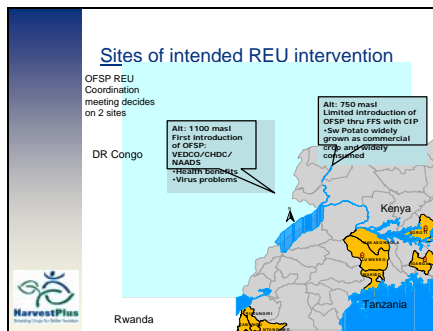 Sites of intended REU intervention
OFSP REU
Coordination
meeting decides
on 2 sites
Alt: 1100 masl
First introduction
of OFSP:
VEDCO/CHDC/
NAADS
•Health benefits
•Virus problems
Alt: 750 masl
Limited introduction of
OFSP thru FFS with CIP
•Sw Potato widely
grown as commercial
crop and widely
consumed
DR Congo
N
Kenya
Tanzania
Rwanda
HarvestPlus